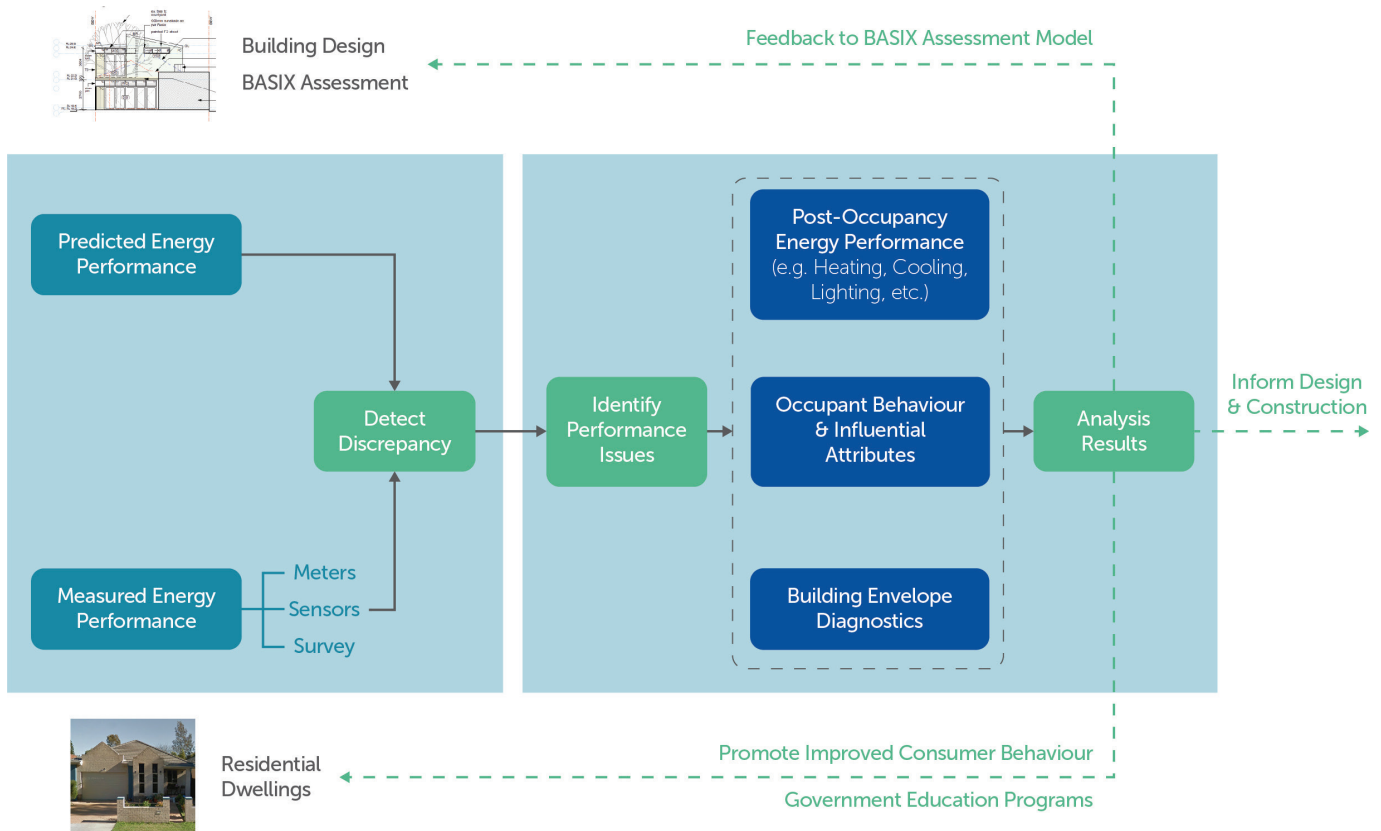 Building Design
BASIX Assessment
Feedback to BASIX Assessment Model
Predicted Energy
Performance
Post-Occupancy
Energy Performance
(e.g. Heating, Cooling,
Lighting, etc.)
Detect
Discrepancy
Identify
Performance
Issues
Occupant Behaviour
& Influential
Attributes
Analysis
Results
Inform Design
& Construction
Measured Energy
Performance
Meters
Sensors
Survey
Building Envelope
Diagnostics
Residential
Dwellings
Promote Improved Consumer Behaviour
Government Education Programs